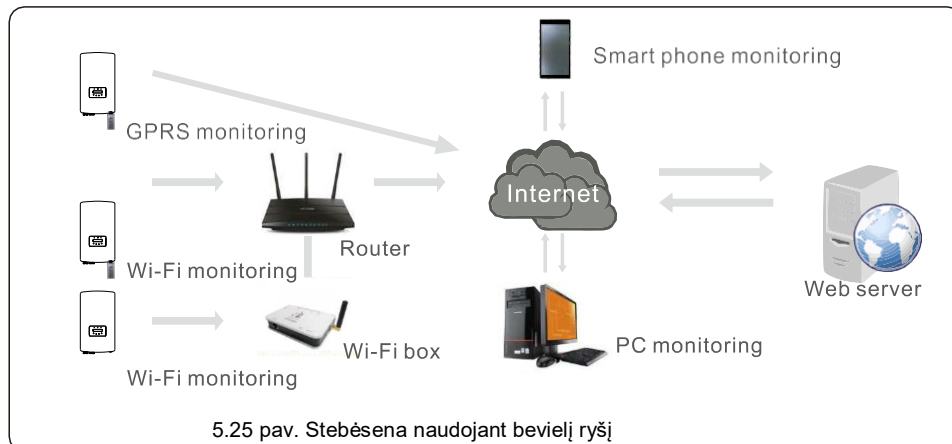 Smart phone monitoring
GPRS monitoring
Internet
Router
Wi-Fi monitoring
Web server
Wi-Fi box
PC monitoring
Wi-Fi monitoring
5.25 pav. Stebėsena naudojant bevielį ryšį